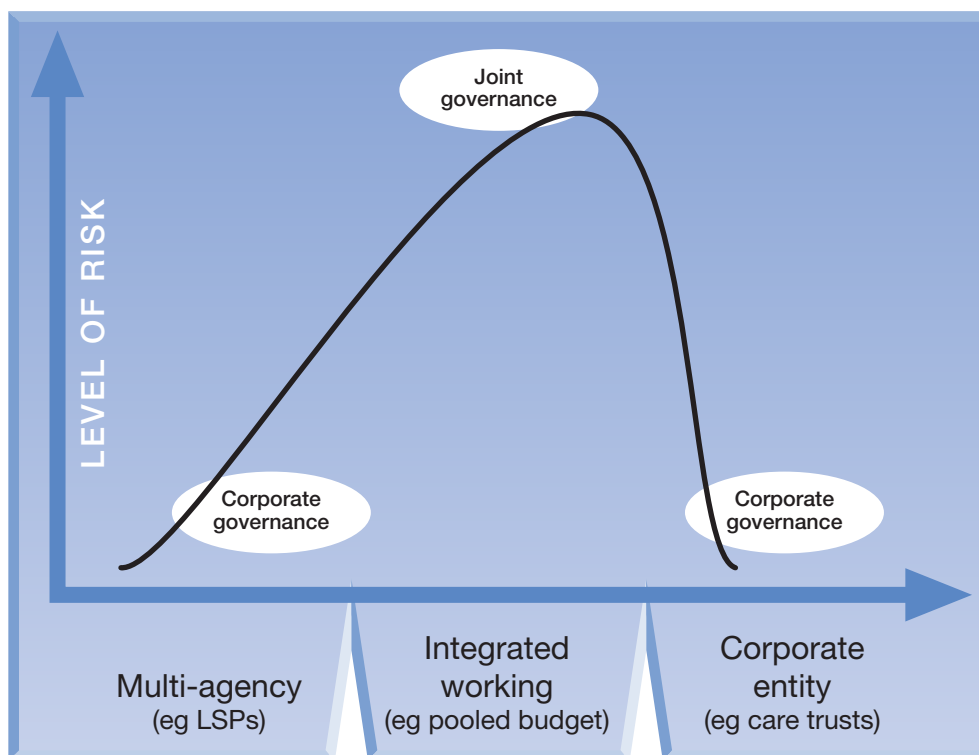 Joint
governance
LEVEL OF RISK
Corporate
governance
Corporate
governance
Multi-agency
(eg LSPs)
Integrated
working
(eg pooled budget)
Corporate
entity
(eg care trusts)